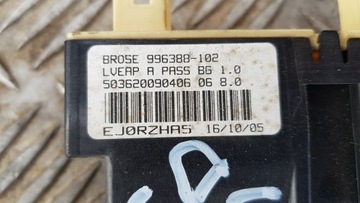 BROSE 996388-102
LVEAP A PASS BG 1.0
503620090406 06 8.0
EJ0RZHA5 16/10/05